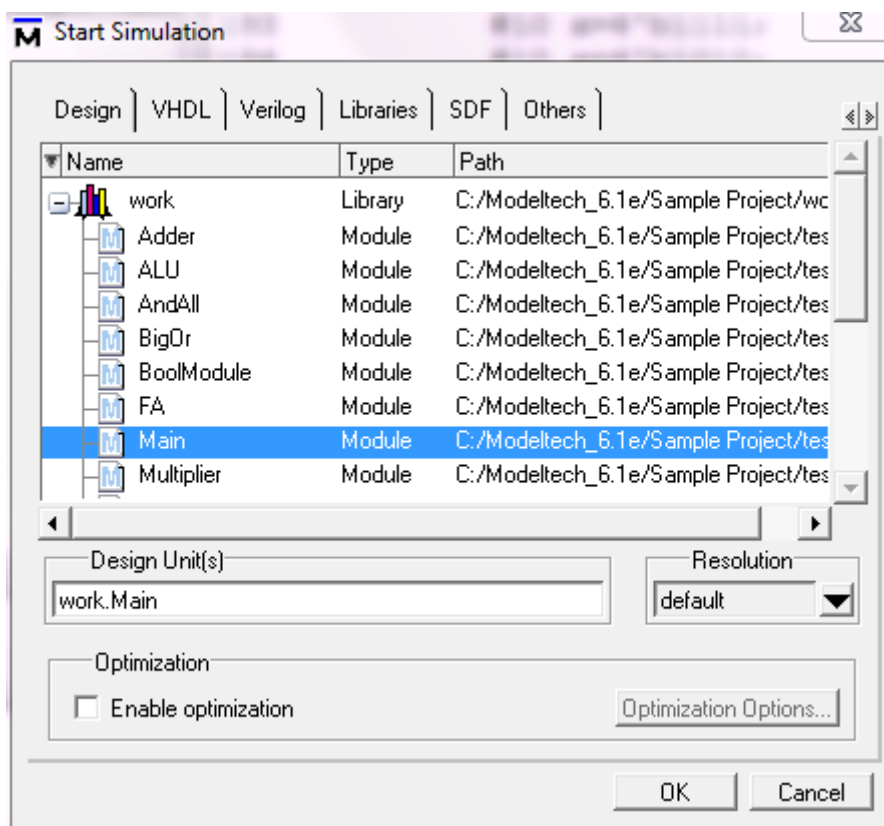 Start Simulation
Design VHDL Verilog Libraries SDF Others
Name Type Path
work Library C:/Modeltech_6.1e/Sample Project/wo
Adder Module C:/Modeltech_6.1e/Sample Project/tes
ALU Module C:/Modeltech_6.1e/Sample Project/tes
AndAll Module C:/Modeltech_6.1e/Sample Project/tes
BigOr Module C:/Modeltech_6.1e/Sample Project/tes
BoolModule Module C:/Modeltech_6.1e/Sample Project/tes
FA Module C:/Modeltech_6.1e/Sample Project/tes
Main Module C:/Modeltech_6.1e/Sample Project/tes
Multiplier Module C:/Modeltech_6.1e/Sample Project/tes
Design Unit(s) Resolution
work.Main default
Optimization
Enable optimization Optimization Options...
OK Cancel